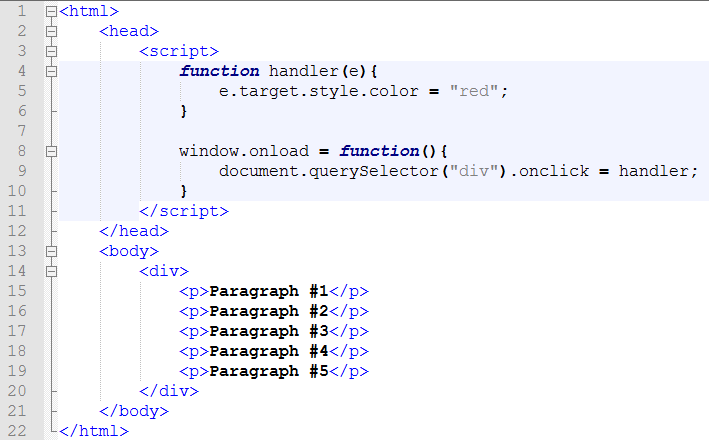 1 <html>
2 <head>
3 <script>
4 function handler(e){
5 e.target.style.color = "red";
6 }
7
8 window.onload = function(){
9 document.querySelector("div").onclick = handler;
10 }
11 </script>
12 </head>
13 <body>
14 <div>
15 <p>Paragraph #1</p>
16 <p>Paragraph #2</p>
17 <p>Paragraph #3</p>
18 <p>Paragraph #4</p>
19 <p>Paragraph #5</p>
20 </div>
21 </body>
22 </html>